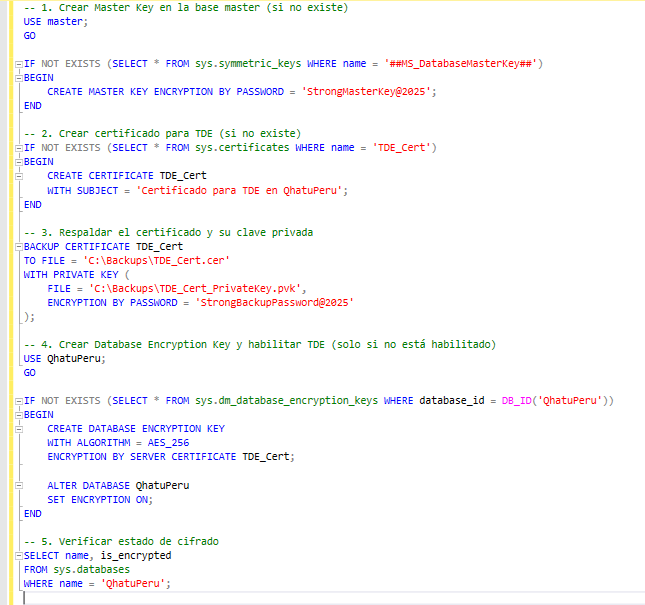 -- 1. Crear Master Key en la base master (si no existe)
USE master;
GO
IF NOT EXISTS (SELECT * FROM sys.symmetric_keys WHERE name = '##MS_DatabaseMasterKey##')
BEGIN
CREATE MASTER KEY ENCRYPTION BY PASSWORD = 'StrongMasterKey@2025';
END
-- 2. Crear certificado para TDE (si no existe)
IF NOT EXISTS (SELECT * FROM sys.certificates WHERE name = 'TDE_Cert')
BEGIN
CREATE CERTIFICATE TDE_Cert
WITH SUBJECT = 'Certificado para TDE en QhatuPeru';
END
-- 3. Respaldar el certificado y su clave privada
BACKUP CERTIFICATE TDE_Cert
TO FILE = 'C:\Backups\TDE_Cert.cer'
WITH PRIVATE KEY (
FILE = 'C:\Backups\TDE_Cert_PrivateKey.pvk',
ENCRYPTION BY PASSWORD = 'StrongBackupPassword@2025'
);
-- 4. Crear Database Encryption Key y habilitar TDE (solo si no está habilitado)
USE QhatuPeru;
GO
IF NOT EXISTS (SELECT * FROM sys.dm_database_encryption_keys WHERE database_id = DB_ID('QhatuPeru'))
BEGIN
CREATE DATABASE ENCRYPTION KEY
WITH ALGORITHM = AES_256
ENCRYPTION BY SERVER CERTIFICATE TDE_Cert;
ALTER DATABASE QhatuPeru
SET ENCRYPTION ON;
END
-- 5. Verificar estado de cifrado
SELECT name, is_encrypted
FROM sys.databases
WHERE name = 'QhatuPeru';